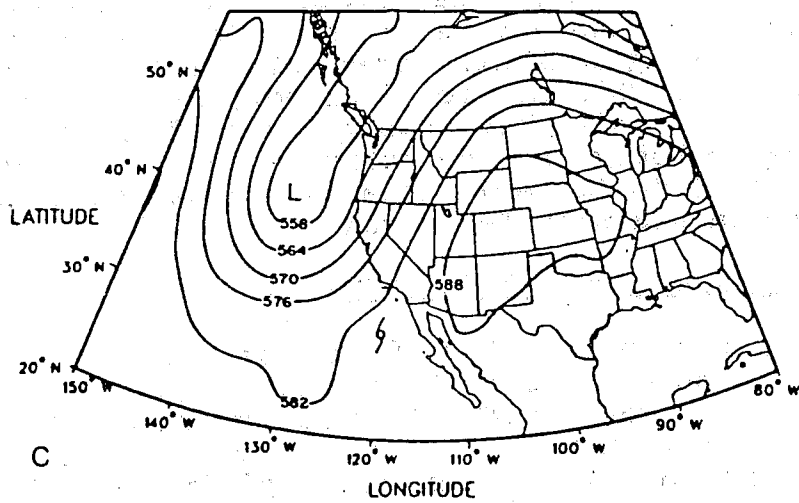 50° N
40° N
LATITUDE
L
558
564
30° N
570
588
576
20° N
150° W
582
80° W
140° W
90° W
130° W
120° W
110° W
100° W
C
LONGITUDE